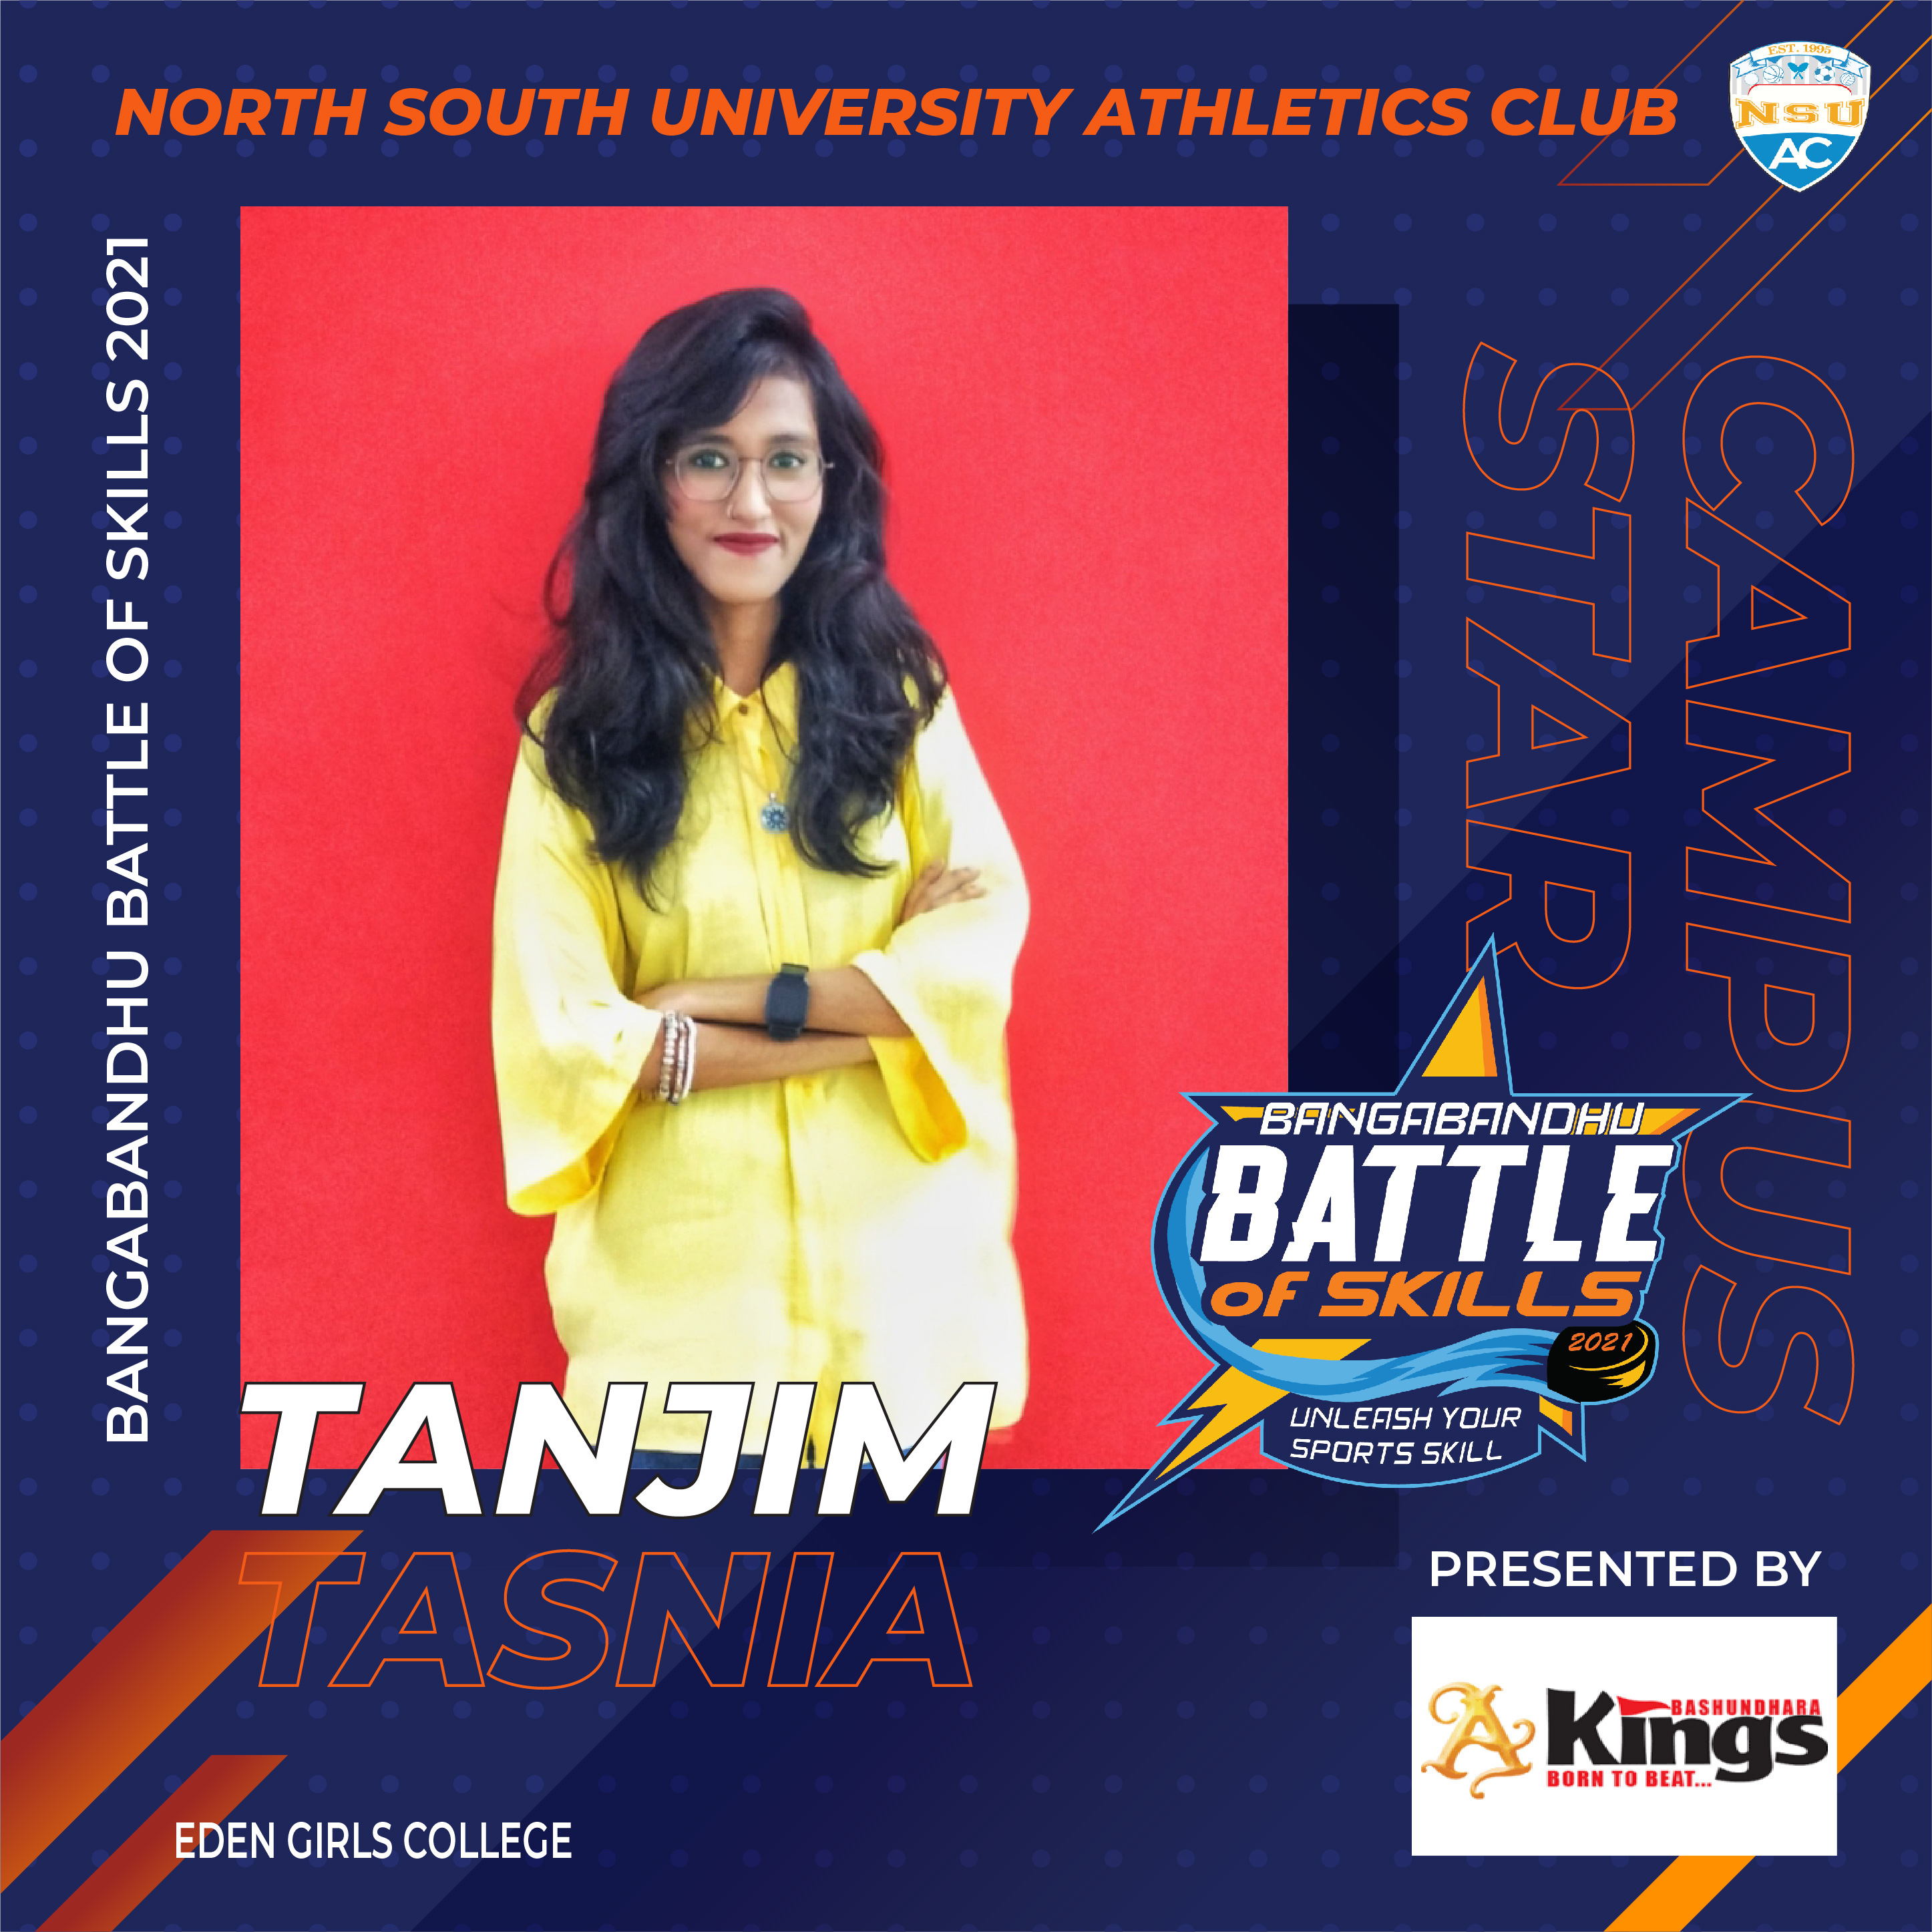 NORTH SOUTH UNIVERSITY ATHLETICS CLUB
EST. 1995
NSU
AC
BANGABANDHU BATTLE OF SKILLS 2021
CAMPUS
STAR
BANGABANDHU
BATTLE
OF SKILLS
2021
UNLEASH YOUR
SPORTS SKILL
TANJIM
TASNIA
PRESENTED BY
A
BASHUNDHARA
Kings
BORN TO BEAT...
EDEN GIRLS COLLEGE